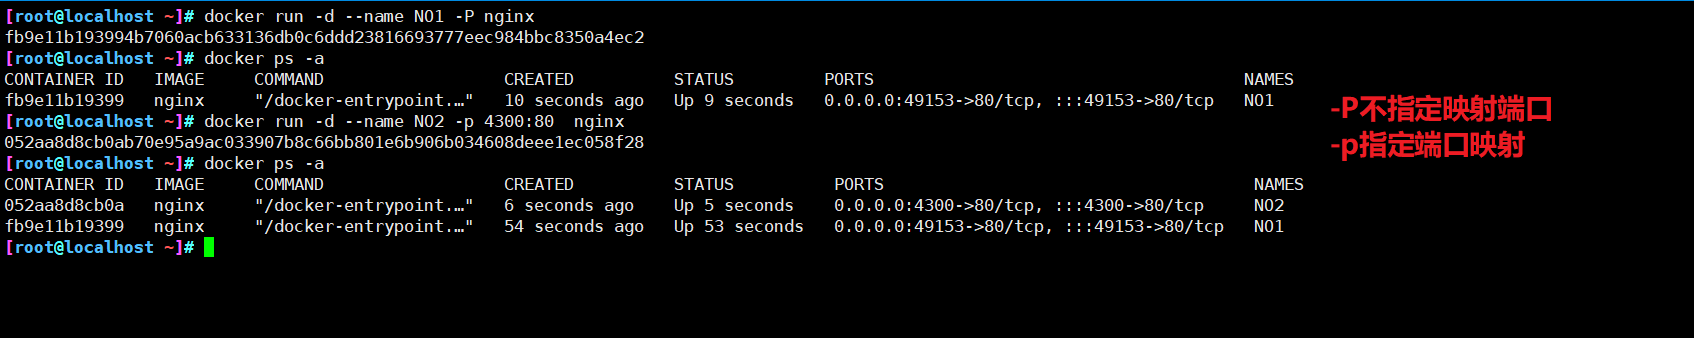 [root@localhost ~]# docker run -d --name NO1 -P nginx
fb9e11b193994b7060acb633136db0c6ddd23816693777eec984bbc8350a4ec2
[root@localhost ~]# docker ps -a
CONTAINER ID   IMAGE     COMMAND                  CREATED          STATUS         PORTS                                     NAMES
fb9e11b19399   nginx     "/docker-entrypoint.…"   10 seconds ago   Up 9 seconds   0.0.0.0:49153->80/tcp, :::49153->80/tcp   NO1
-P不指定映射端口
[root@localhost ~]# docker run -d --name NO2 -p 4300:80  nginx
052aa8d8cb0ab70e95a9ac033907b8c66bb801e6b906b034608deee1ec058f28
-p指定端口映射
[root@localhost ~]# docker ps -a
CONTAINER ID   IMAGE     COMMAND                  CREATED          STATUS          PORTS                                     NAMES
052aa8d8cb0a   nginx     "/docker-entrypoint.…"   6 seconds ago    Up 5 seconds    0.0.0.0:4300->80/tcp, :::4300->80/tcp     NO2
fb9e11b19399   nginx     "/docker-entrypoint.…"   54 seconds ago   Up 53 seconds   0.0.0.0:49153->80/tcp, :::49153->80/tcp   NO1
[root@localhost ~]#